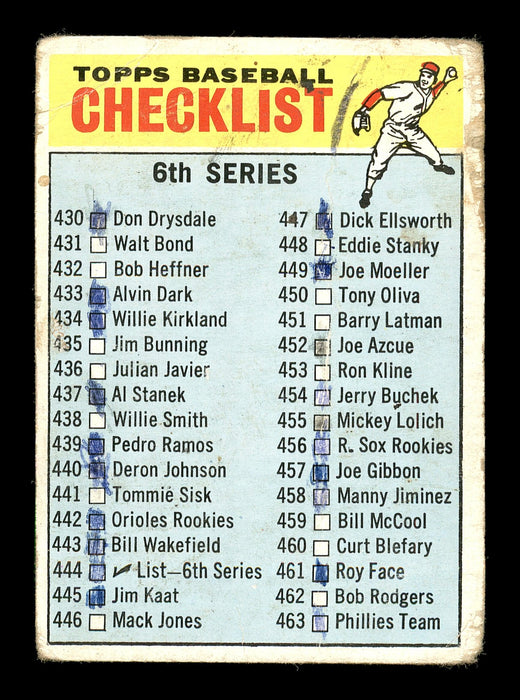 TOPPS BASEBALL
CHECKLIST
6th SERIES
430 Don Drysdale
431 Walt Bond
432 Bob Heffner
433 Alvin Dark
434 Willie Kirkland
435 Jim Bunning
436 Julian Javier
437 Al Stanek
438 Willie Smith
439 Pedro Ramos
440 Deron Johnson
441 Tommie Sisk
442 Orioles Rookies
443 Bill Wakefield
444 List—6th Series
445 Jim Kaat
446 Mack Jones
447 Dick Ellsworth
448 Eddie Stanky
449 Joe Moeller
450 Tony Oliva
451 Barry Latman
452 Joe Azcue
453 Ron Kline
454 Jerry Buchek
455 Mickey Lolich
456 R. Sox Rookies
457 Joe Gibbon
458 Manny Jiminez
459 Bill McCool
460 Curt Blefary
461 Roy Face
462 Bob Rodgers
463 Phillies Team